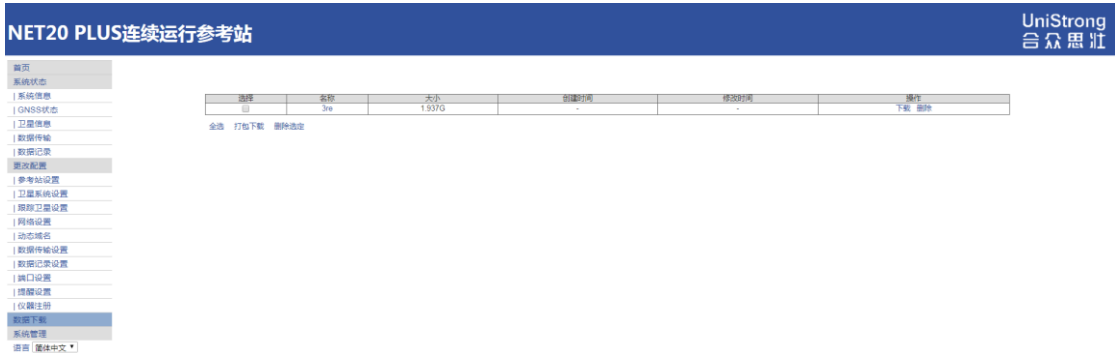 NET20 PLUS连续运行参考站
UniStrong
合众思壮
首页
系统状态
| 系统信息
| GNSS状态
| 卫星信息
| 数据传输
| 数据记录
更改配置
| 参考站设置
| 卫星系统设置
| 跟踪卫星设置
| 网络设置
| 动态域名
| 数据传输设置
| 数据记录设置
| 端口设置
| 提醒设置
| 仪器注册
数据下载
系统管理
语言 简体中文
选择 名称 大小 创建时间 修改时间 操作
3re 1.937G - - 下载 删除
全选 打包下载 删除选定